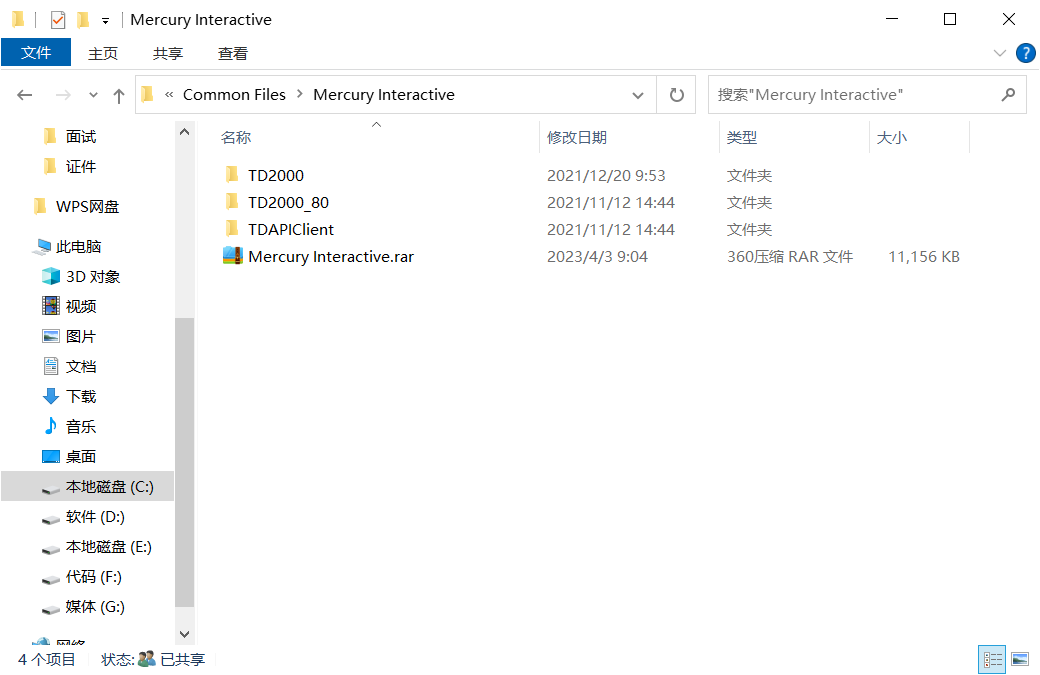 Mercury Interactive
文件 主页 共享 查看
« Common Files > Mercury Interactive 搜索"Mercury Interactive"
名称 修改日期 类型 大小
面试
证件
WPS网盘
此电脑
3D 对象
视频
图片
文档
下载
音乐
桌面
本地磁盘 (C:)
软件 (D:)
本地磁盘 (E:)
代码 (F:)
媒体 (G:)
网络
TD2000 2021/12/20 9:53 文件夹
TD2000_80 2021/11/12 14:44 文件夹
TDAPIClient 2021/11/12 14:44 文件夹
Mercury Interactive.rar 2023/4/3 9:04 360压缩 RAR 文件 11,156 KB
4 个项目 状态: 已共享